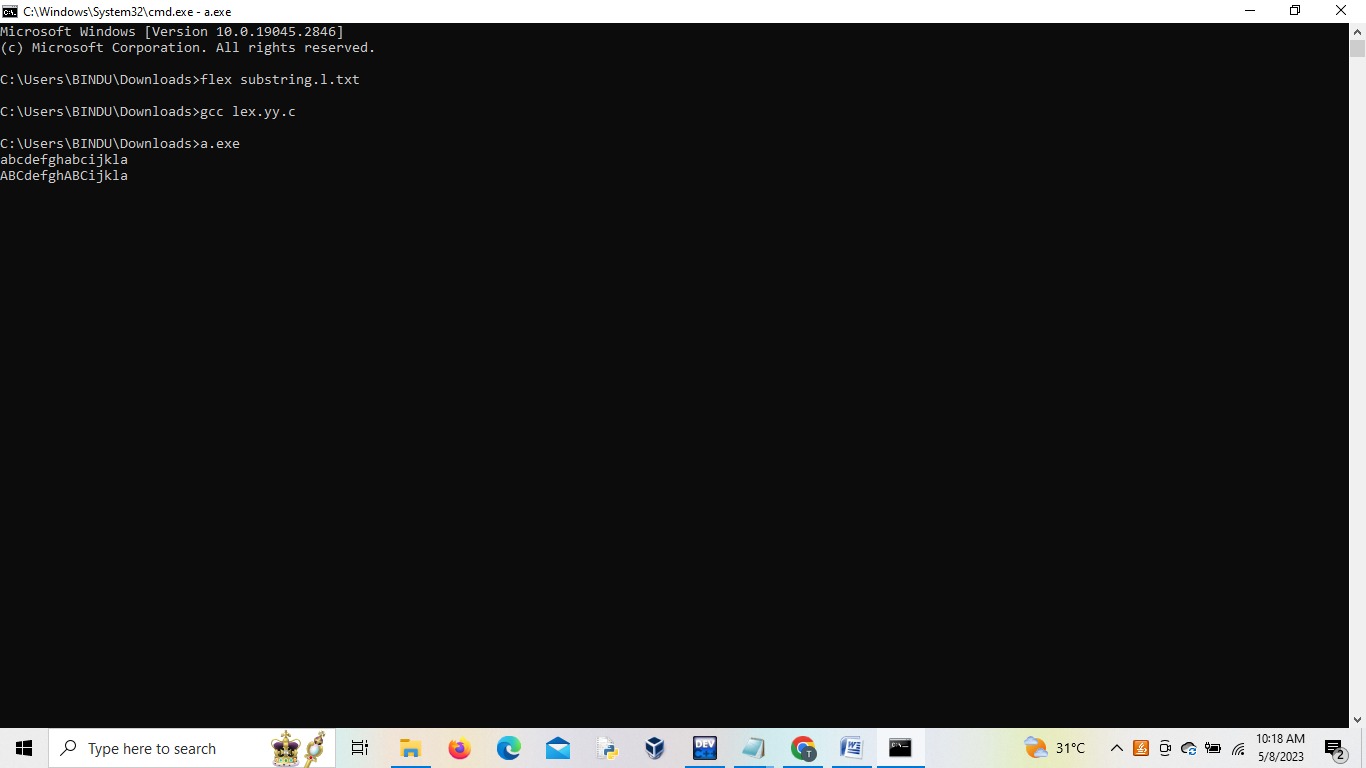 C:\Windows\System32\cmd.exe - a.exe
Microsoft Windows [Version 10.0.19045.2846]
(c) Microsoft Corporation. All rights reserved.
C:\Users\BINDU\Downloads>flex substring.l.txt
C:\Users\BINDU\Downloads>gcc lex.yy.c
C:\Users\BINDU\Downloads>a.exe
abcdefghabcijkla
ABCdefghABCijkla
Type here to search
DEV
T
W
31°C
10:18 AM
5/8/2023
2